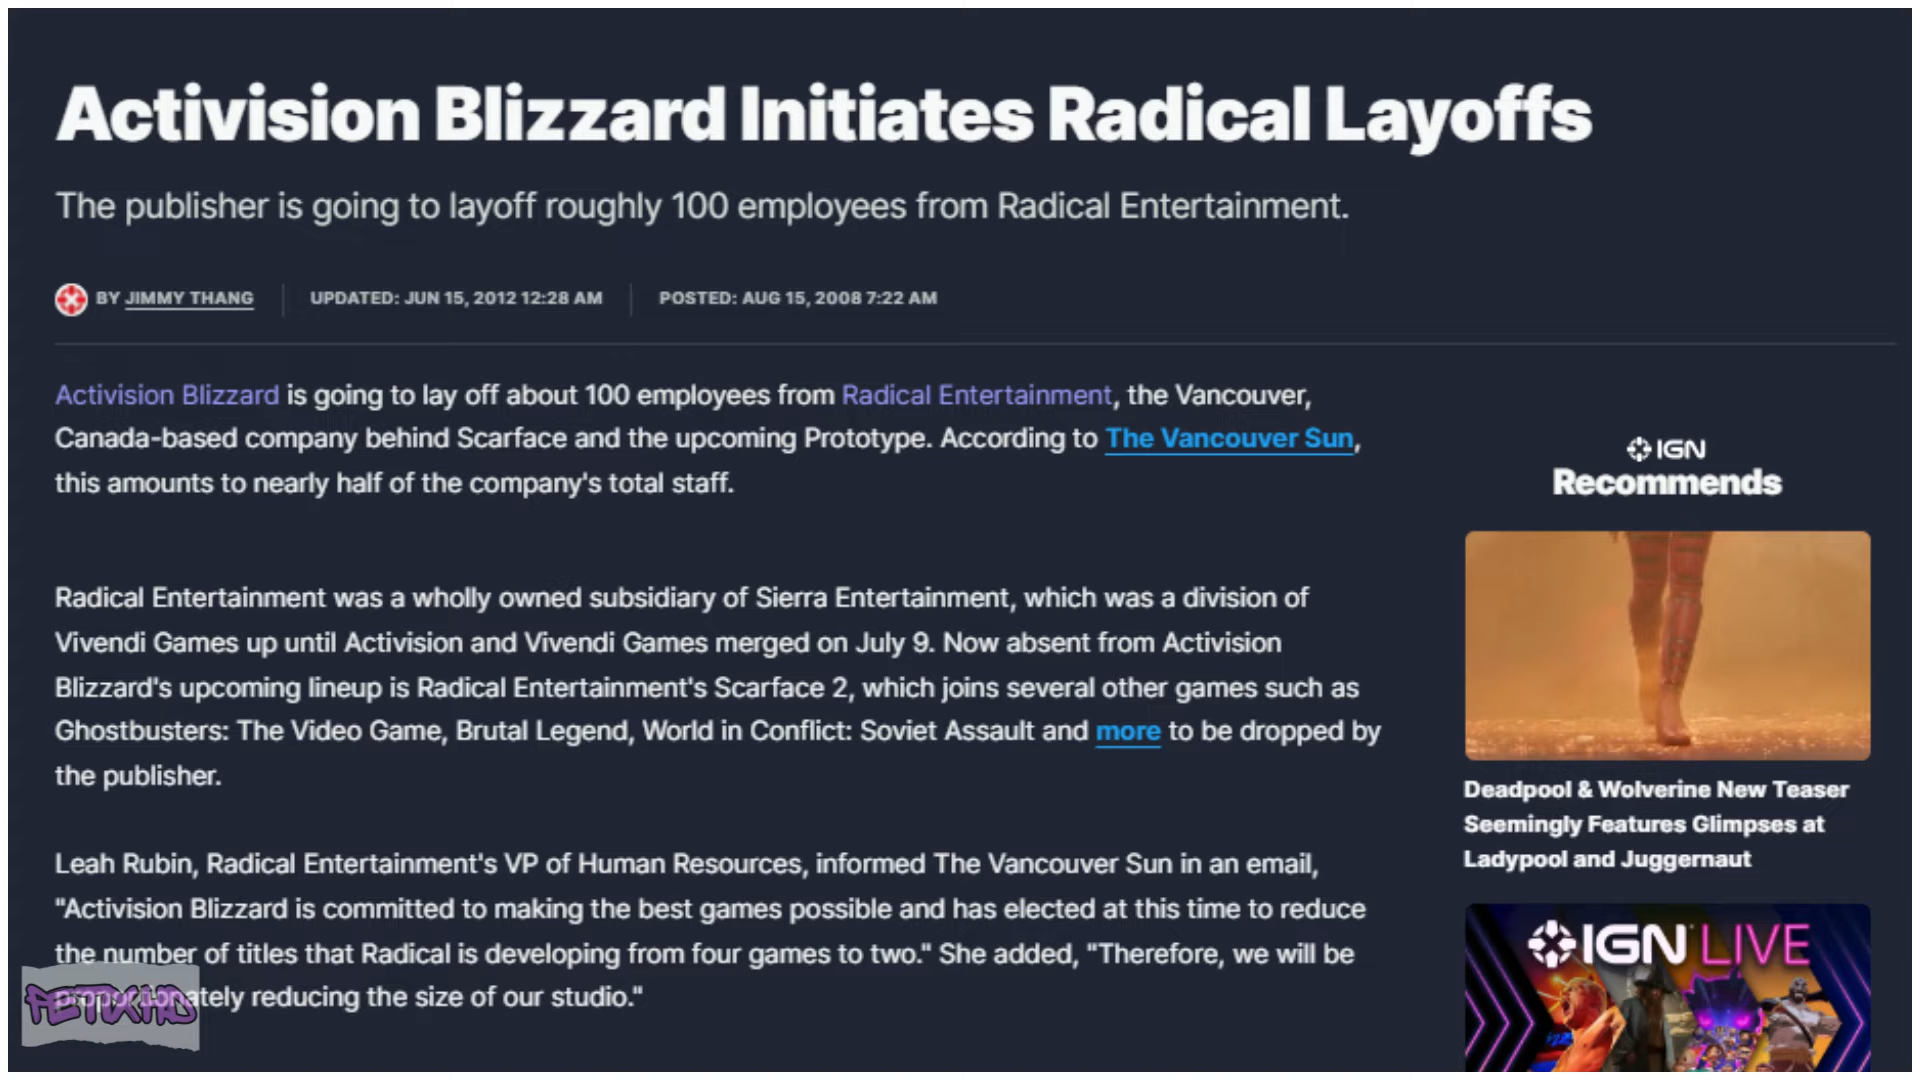 Activision Blizzard Initiates Radical Layoffs
The publisher is going to layoff roughly 100 employees from Radical Entertainment.
BY JIMMY THANG
UPDATED: JUN 15, 2012 12:28 AM
POSTED: AUG 15, 2008 7:22 AM
Activision Blizzard is going to lay off about 100 employees from Radical Entertainment, the Vancouver,
Canada-based company behind Scarface and the upcoming Prototype. According to The Vancouver Sun,
this amounts to nearly half of the company's total staff.
Radical Entertainment was a wholly owned subsidiary of Sierra Entertainment, which was a division of
Vivendi Games up until Activision and Vivendi Games merged on July 9. Now absent from Activision
Blizzard's upcoming lineup is Radical Entertainment's Scarface 2, which joins several other games such as
Ghostbusters: The Video Game, Brutal Legend, World in Conflict: Soviet Assault and more to be dropped by
the publisher.
Leah Rubin, Radical Entertainment's VP of Human Resources, informed The Vancouver Sun in an email,
"Activision Blizzard is committed to making the best games possible and has elected at this time to reduce
the number of titles that Radical is developing from four games to two." She added, "Therefore, we will be
proportionately reducing the size of our studio."
IGN
Recommends
Deadpool & Wolverine New Teaser
Seemingly Features Glimpses at
Ladypool and Juggernaut
IGN LIVE